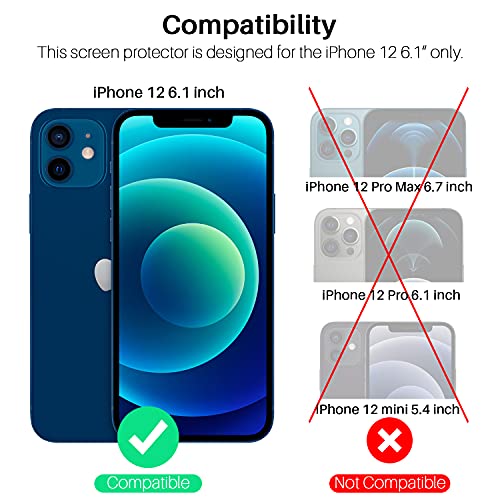 Compatibility
This screen protector is designed for the iPhone 12 6.1″ only.
iPhone 12 6.1 inch
Compatible
iPhone 12 Pro Max 6.7 inch
iPhone 12 Pro 6.1 inch
iPhone 12 mini 5.4 inch
Not Compatible